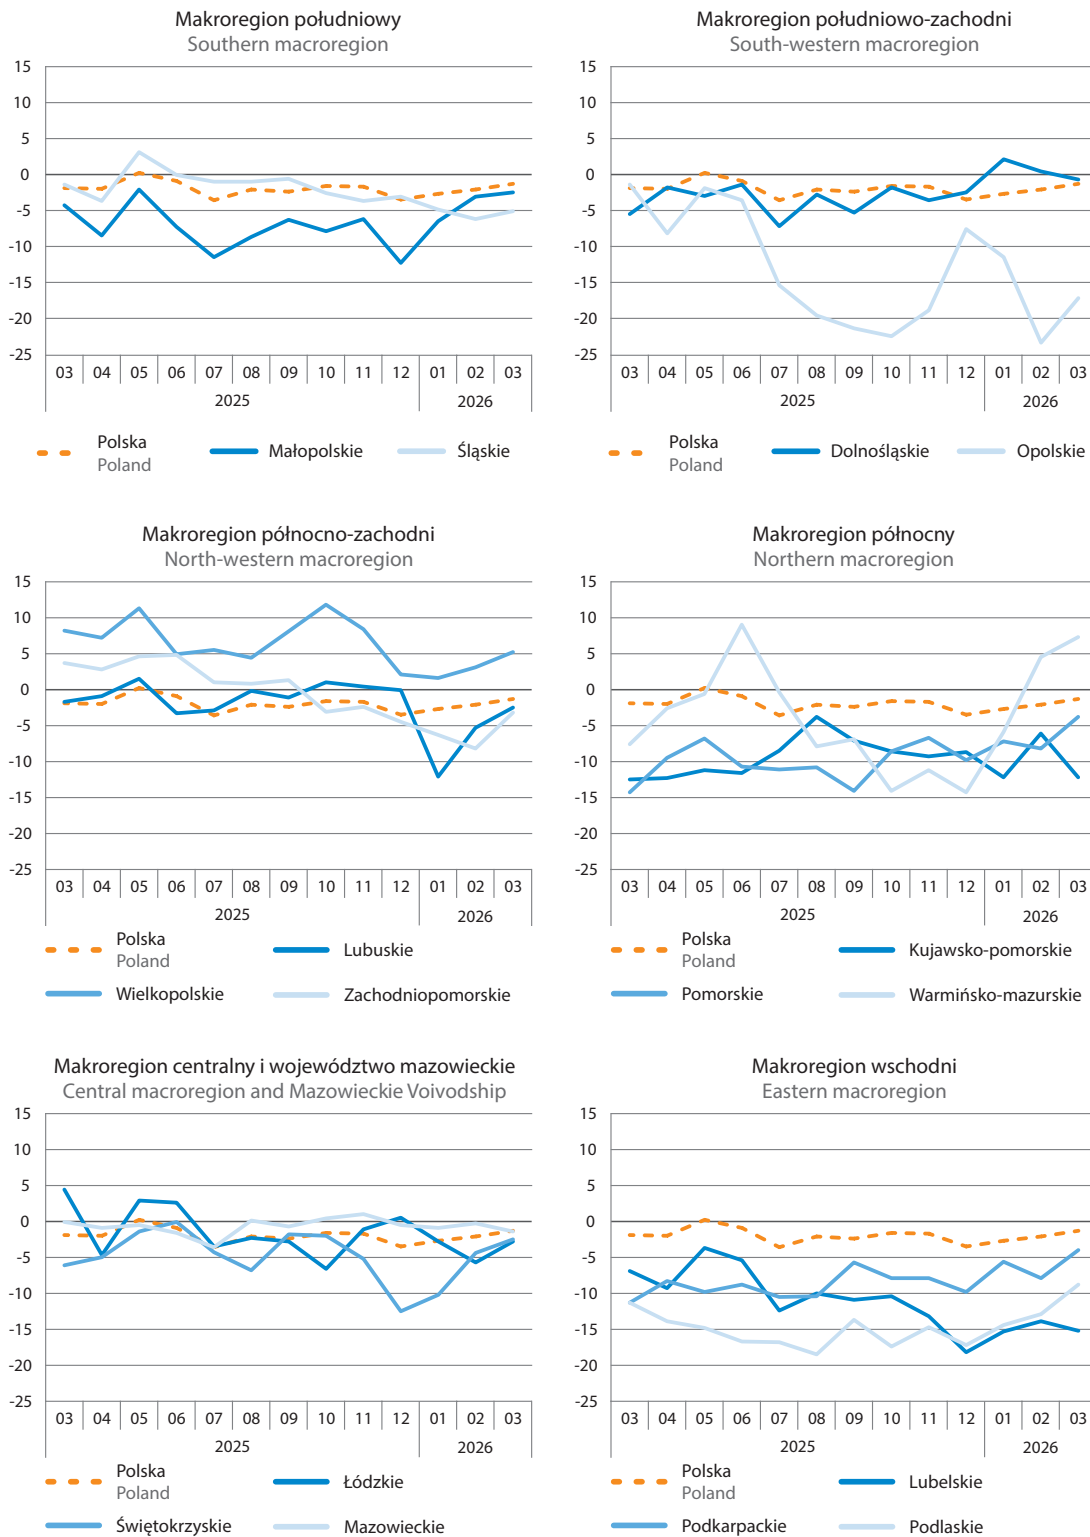 Makroregion południowy
Southern macroregion
15
10
5
0
-5
-10
-15
-20
-25
03 04 05 06 07 08 09 10 11 12 01 02 03
2025 2026
Polska
Poland
Małopolskie
Śląskie
Makroregion południowo-zachodni
South-western macroregion
15
10
5
0
-5
-10
-15
-20
-25
03 04 05 06 07 08 09 10 11 12 01 02 03
2025 2026
Polska
Poland
Dolnośląskie
Opolskie
Makroregion północno-zachodni
North-western macroregion
15
10
5
0
-5
-10
-15
-20
-25
03 04 05 06 07 08 09 10 11 12 01 02 03
2025 2026
Polska
Poland
Lubuskie
Wielkopolskie
Zachodniopomorskie
Makroregion północny
Northern macroregion
15
10
5
0
-5
-10
-15
-20
-25
03 04 05 06 07 08 09 10 11 12 01 02 03
2025 2026
Polska
Poland
Kujawsko-pomorskie
Pomorskie
Warmińsko-mazurskie
Makroregion centralny i województwo mazowieckie
Central macroregion and Mazowieckie Voivodship
15
10
5
0
-5
-10
-15
-20
-25
03 04 05 06 07 08 09 10 11 12 01 02 03
2025 2026
Polska
Poland
Łódzkie
Świętokrzyskie
Mazowieckie
Makroregion wschodni
Eastern macroregion
15
10
5
0
-5
-10
-15
-20
-25
03 04 05 06 07 08 09 10 11 12 01 02 03
2025 2026
Polska
Poland
Lubelskie
Podkarpackie
Podlaskie